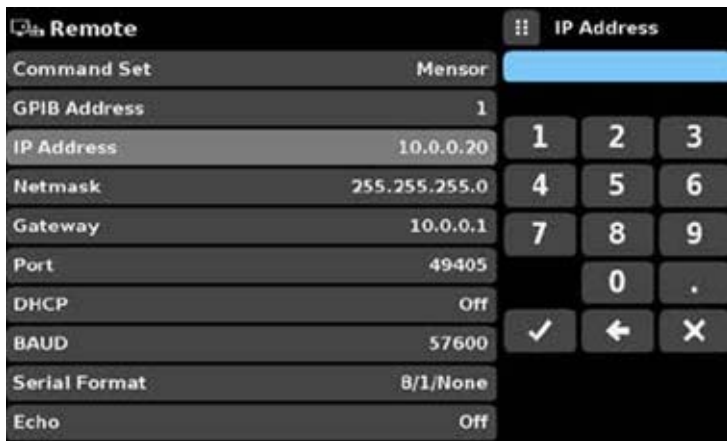 Remote
Command Set Mensor
GPIB Address 1
IP Address 10.0.0.20
Netmask 255.255.255.0
Gateway 10.0.0.1
Port 49405
DHCP Off
BAUD 57600
Serial Format 8/1/None
Echo Off
IP Address
1 2 3
4 5 6
7 8 9
0 .